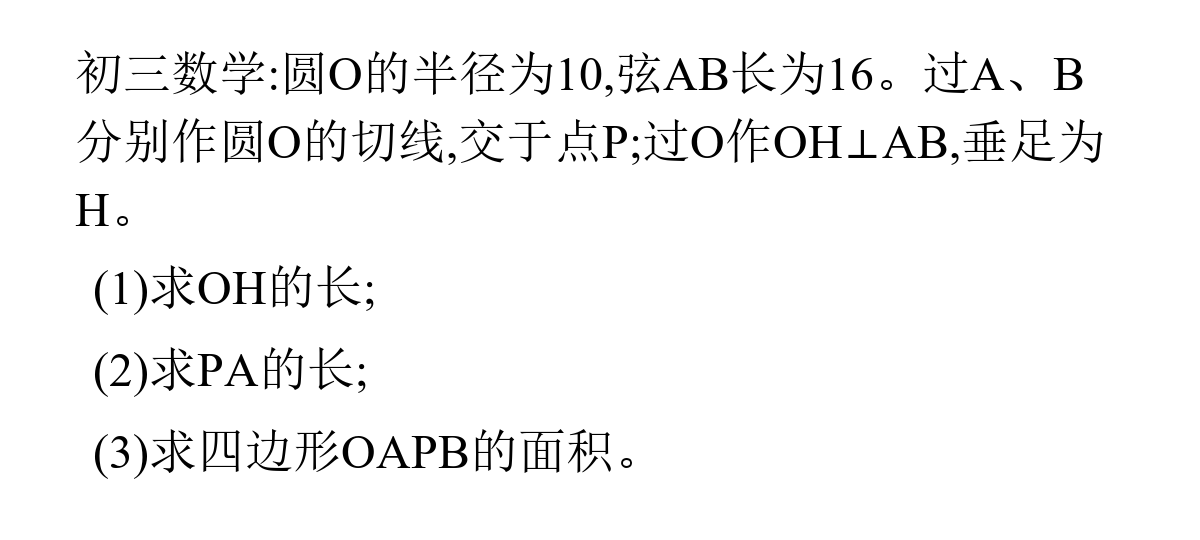 初三数学:圆O的半径为10,弦AB长为16。过A、B
分别作圆O的切线,交于点P;过O作OH⊥AB,垂足为
H。
(1)求OH的长;
(2)求PA的长;
(3)求四边形OAPB的面积。